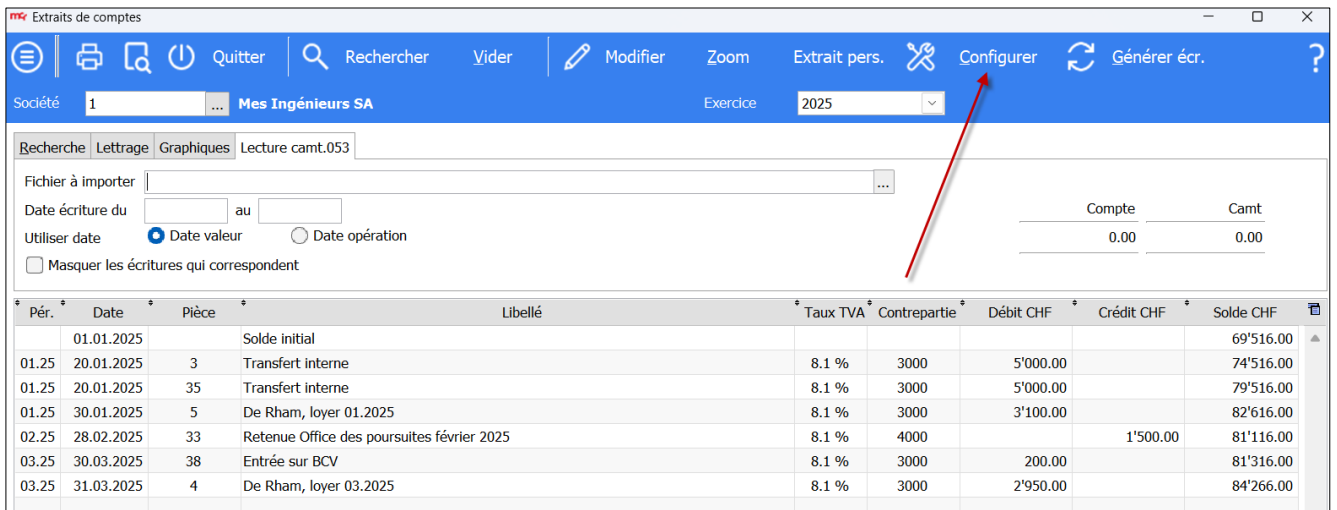 mcr Extraits de comptes
Quitter Rechercher Vider Modifier Zoom Extrait pers. Configurer Générer écr. ?
Société 1 ... Mes Ingénieurs SA Exercice 2025
Recherche Lettrage Graphiques Lecture camt.053
Fichier à importer ...
Date écriture du au Compte Camt
Utiliser date Date valeur Date opération 0.00 0.00
Masquer les écritures qui correspondent
Pér. Date Pièce Libellé Taux TVA Contrepartie Débit CHF Crédit CHF Solde CHF
01.01.2025 Solde initial 69'516.00
01.25 20.01.2025 3 Transfert interne 8.1 % 3000 5'000.00 74'516.00
01.25 20.01.2025 35 Transfert interne 8.1 % 3000 5'000.00 79'516.00
01.25 30.01.2025 5 De Rham, loyer 01.2025 8.1 % 3000 3'100.00 82'616.00
02.25 28.02.2025 33 Retenue Office des poursuites février 2025 8.1 % 4000 1'500.00 81'116.00
03.25 30.03.2025 38 Entrée sur BCV 8.1 % 3000 200.00 81'316.00
03.25 31.03.2025 4 De Rham, loyer 03.2025 8.1 % 3000 2'950.00 84'266.00